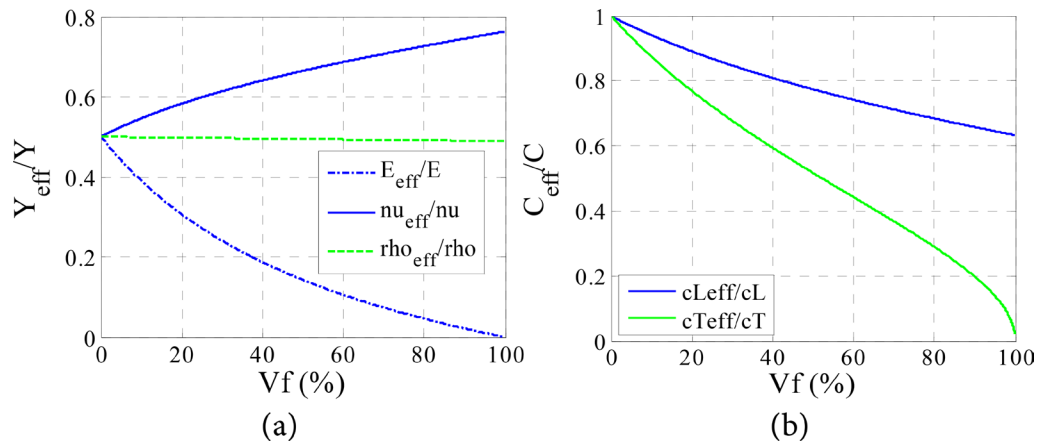 0.8
0.6
0.4
0.2
0
Y_eff/Y
E_eff/E
nu_eff/nu
rho_eff/rho
0 20 40 60 80 100
Vf (%)
(a)
1
0.8
0.6
0.4
0.2
0
C_eff/C
cLeff/cL
cTeff/cT
0 20 40 60 80 100
Vf (%)
(b)